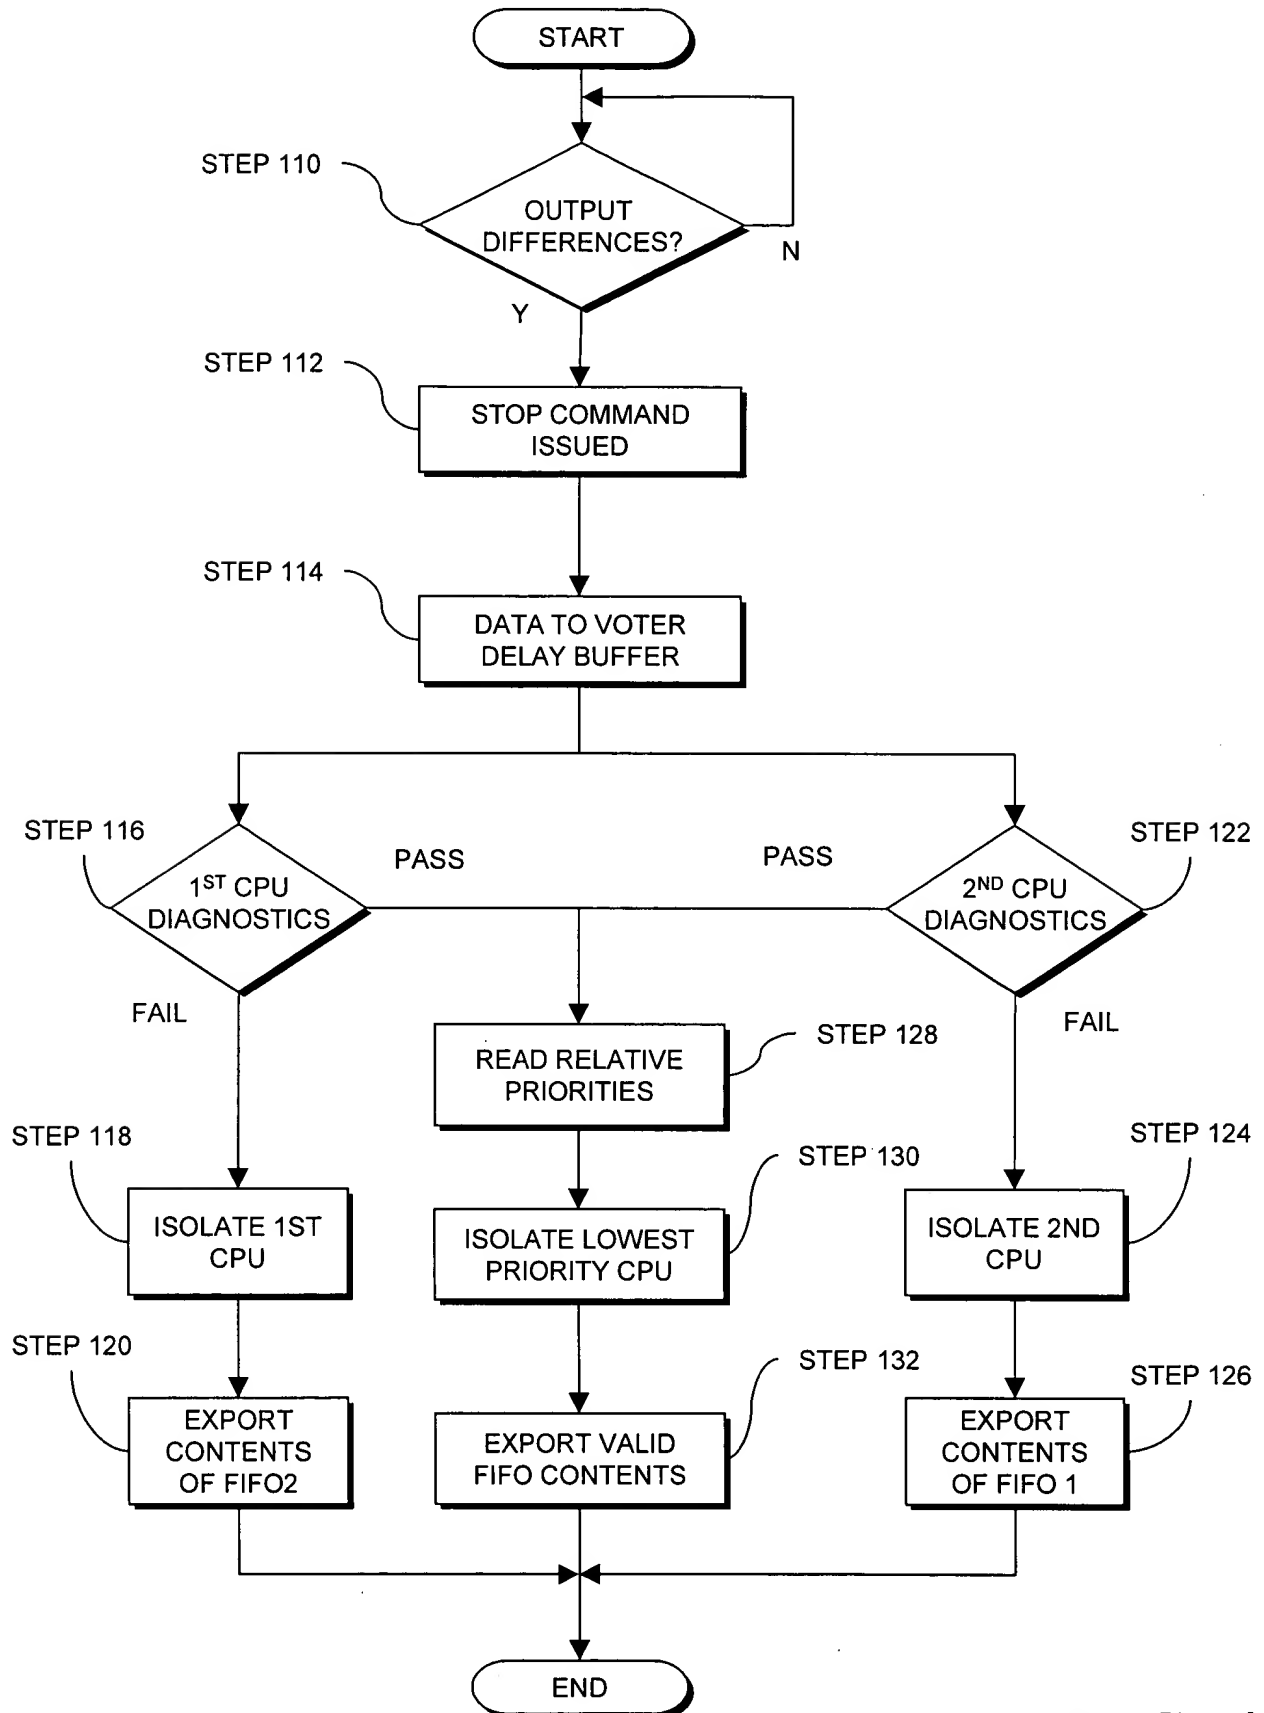 START
STEP 110
OUTPUT
DIFFERENCES?
N
Y
STEP 112
STOP COMMAND
ISSUED
STEP 114
DATA TO VOTER
DELAY BUFFER
STEP 116
1ST CPU
DIAGNOSTICS
PASS
PASS
2ND CPU
DIAGNOSTICS
STEP 122
FAIL
FAIL
READ RELATIVE
PRIORITIES
STEP 128
STEP 118
ISOLATE 1ST
CPU
STEP 130
ISOLATE LOWEST
PRIORITY CPU
STEP 124
ISOLATE 2ND
CPU
STEP 120
EXPORT
CONTENTS
OF FIFO2
STEP 132
EXPORT VALID
FIFO CONTENTS
STEP 126
EXPORT
CONTENTS
OF FIFO 1
END